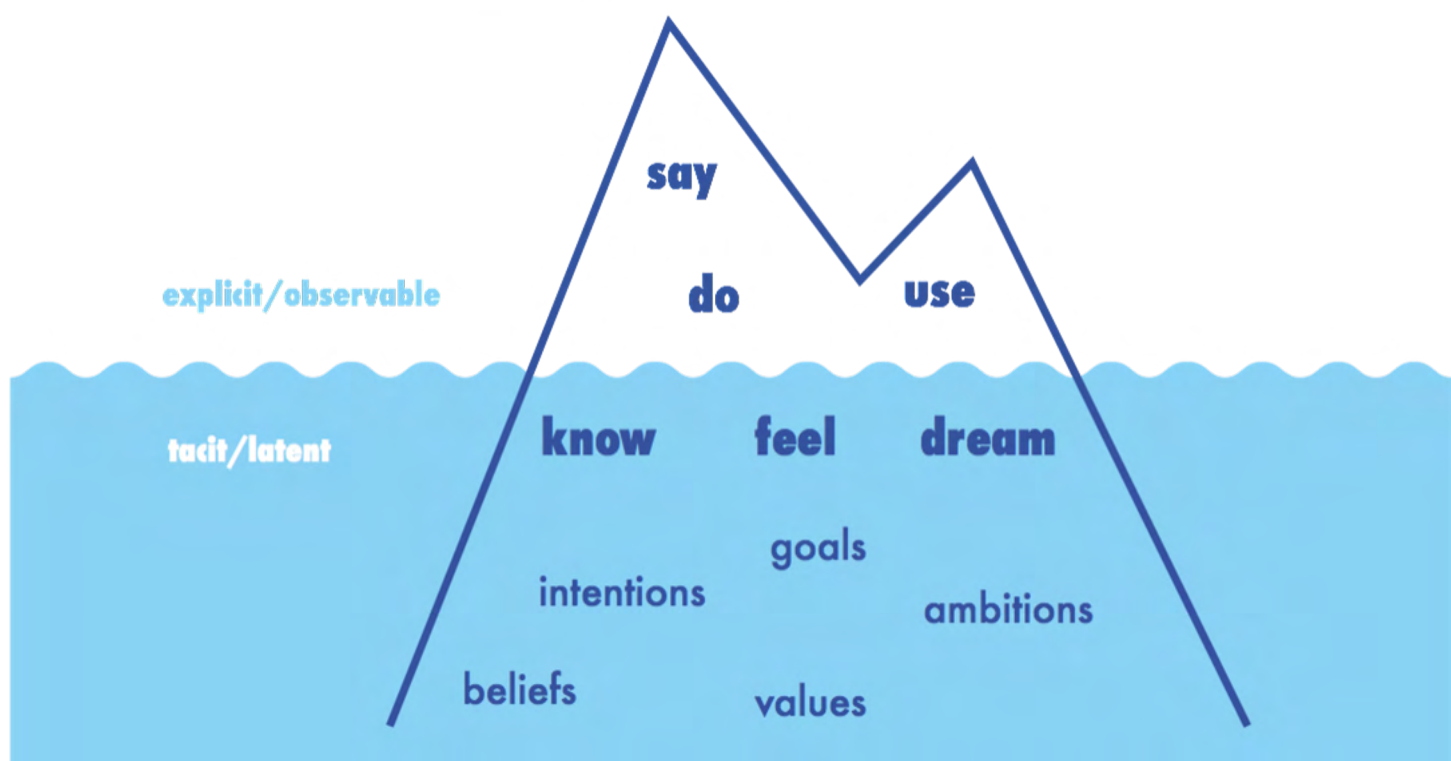 say
explicit/observable
do
use
tacit/latent
know feel dream
goals
intentions
ambitions
beliefs
values